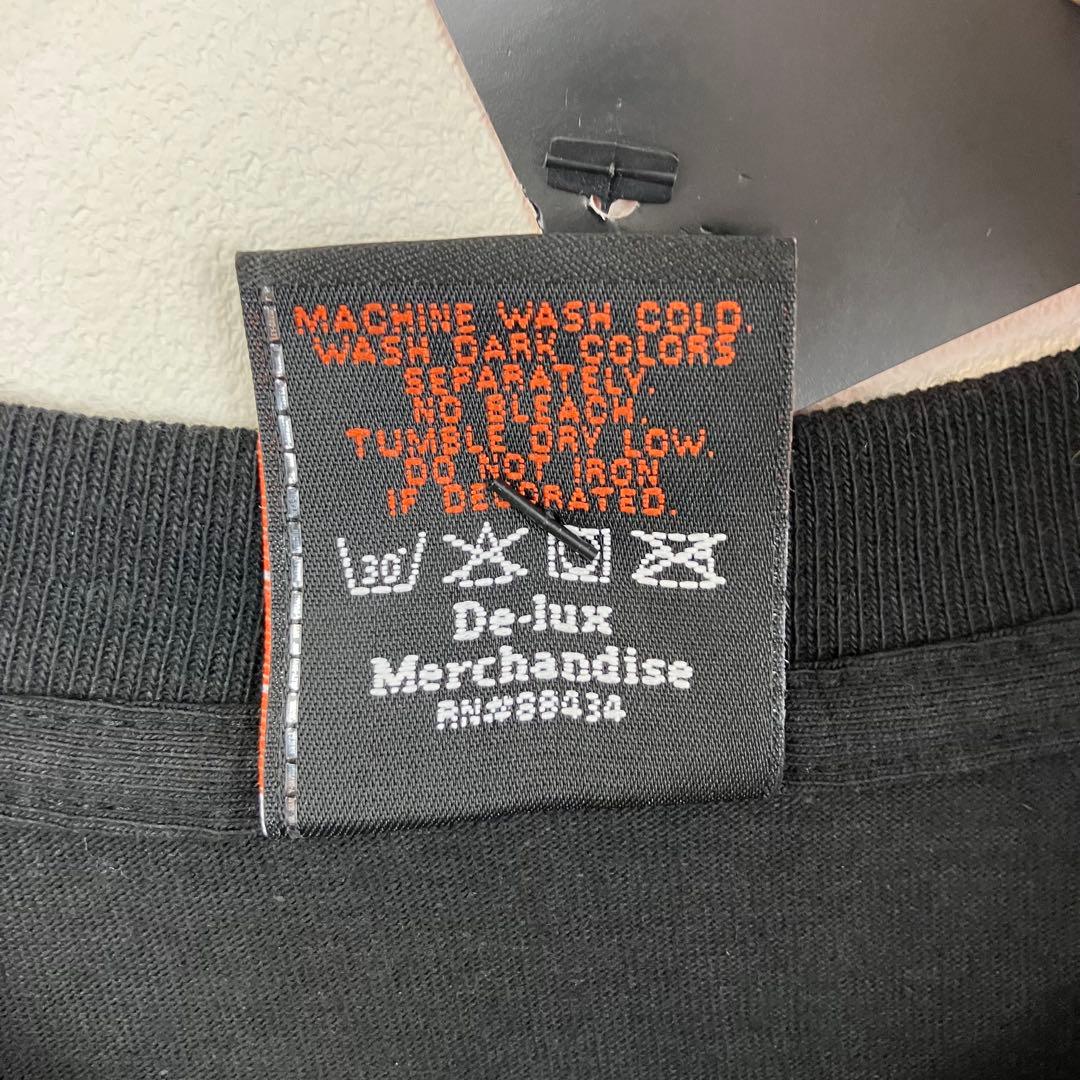 MACHINE WASH COLD.
WASH DARK COLORS
SEPARATELY.
NO BLEACH.
TUMBLE DRY LOW.
DO NOT IRON
IF DECORATED.
30°
De-lux
Merchandise
RN#88434